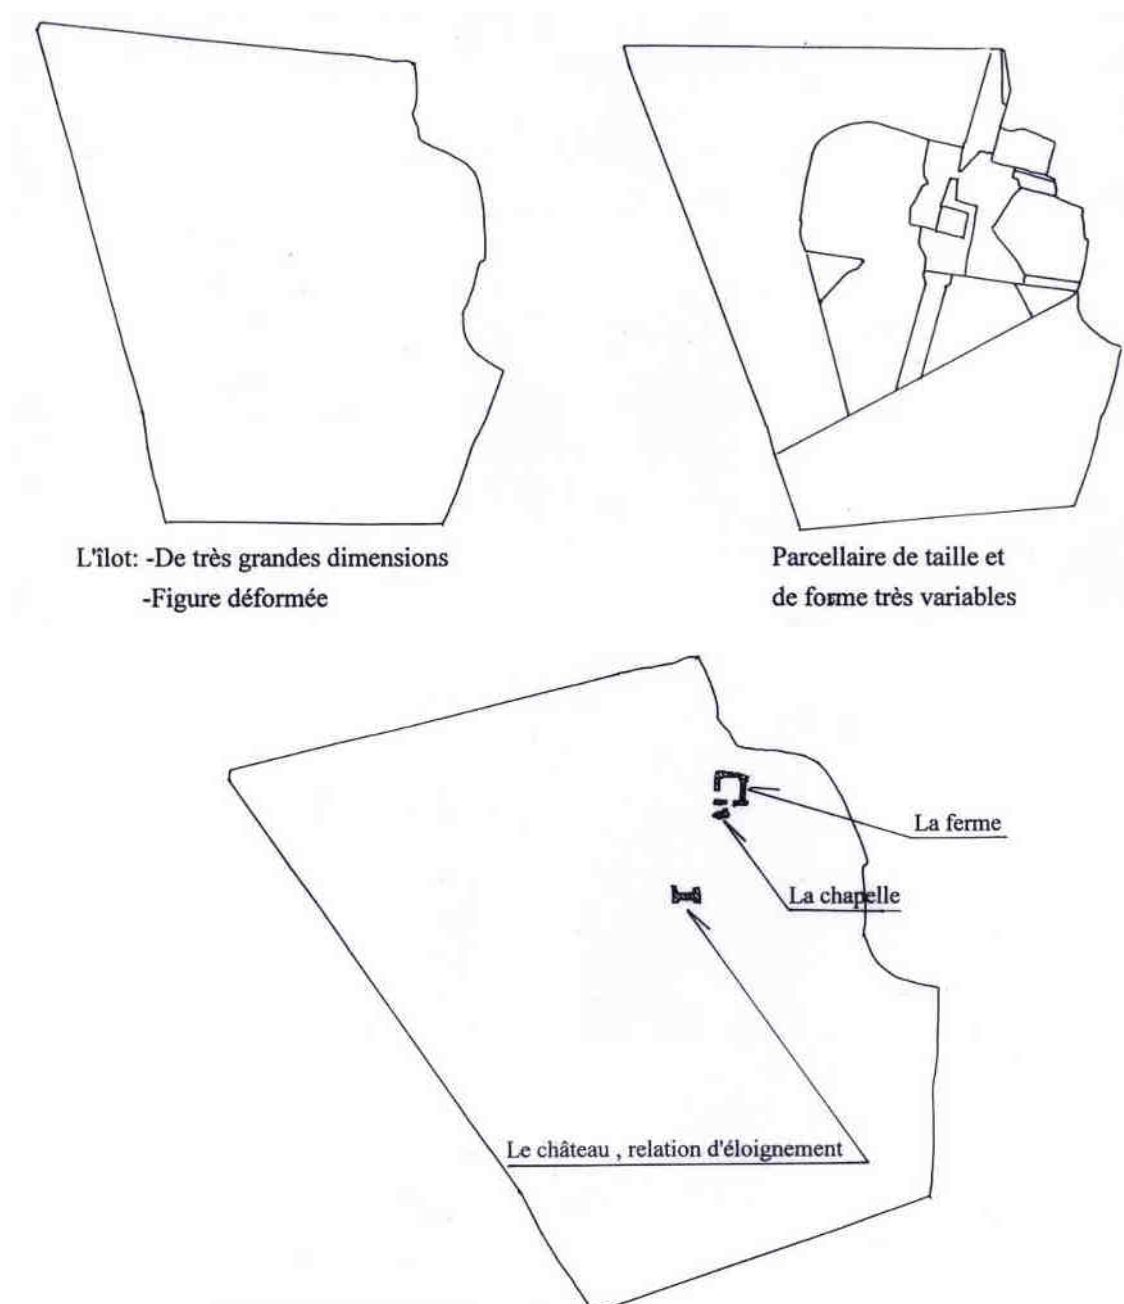 L'îlot: -De très grandes dimensions
-Figure déformée
Parcellaire de taille et
de forme très variables
La ferme
La chapelle
Le château , relation d'éloignement